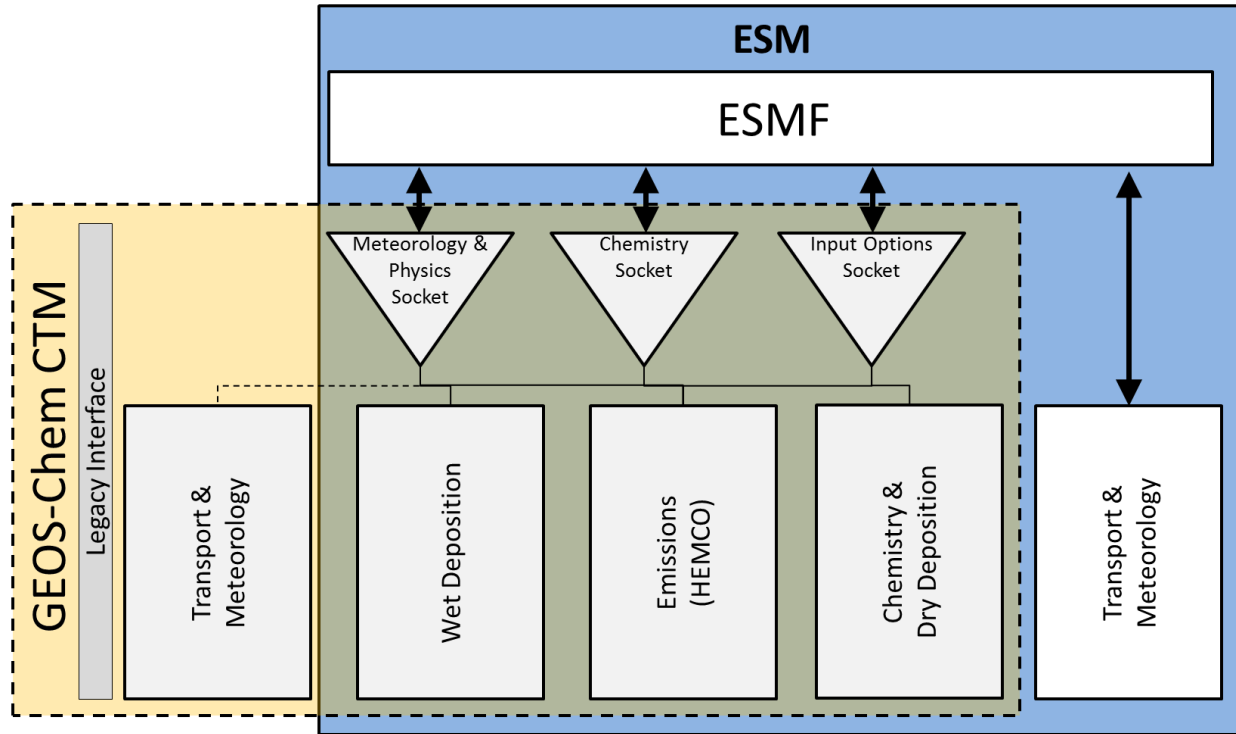 ESM
ESMF
Meteorology &
Physics
Socket
Chemistry
Socket
Input Options
Socket
GEOS-Chem CTM
Legacy Interface
Transport &
Meteorology
Wet Deposition
Emissions
(HEMCO)
Chemistry &
Dry Deposition
Transport &
Meteorology